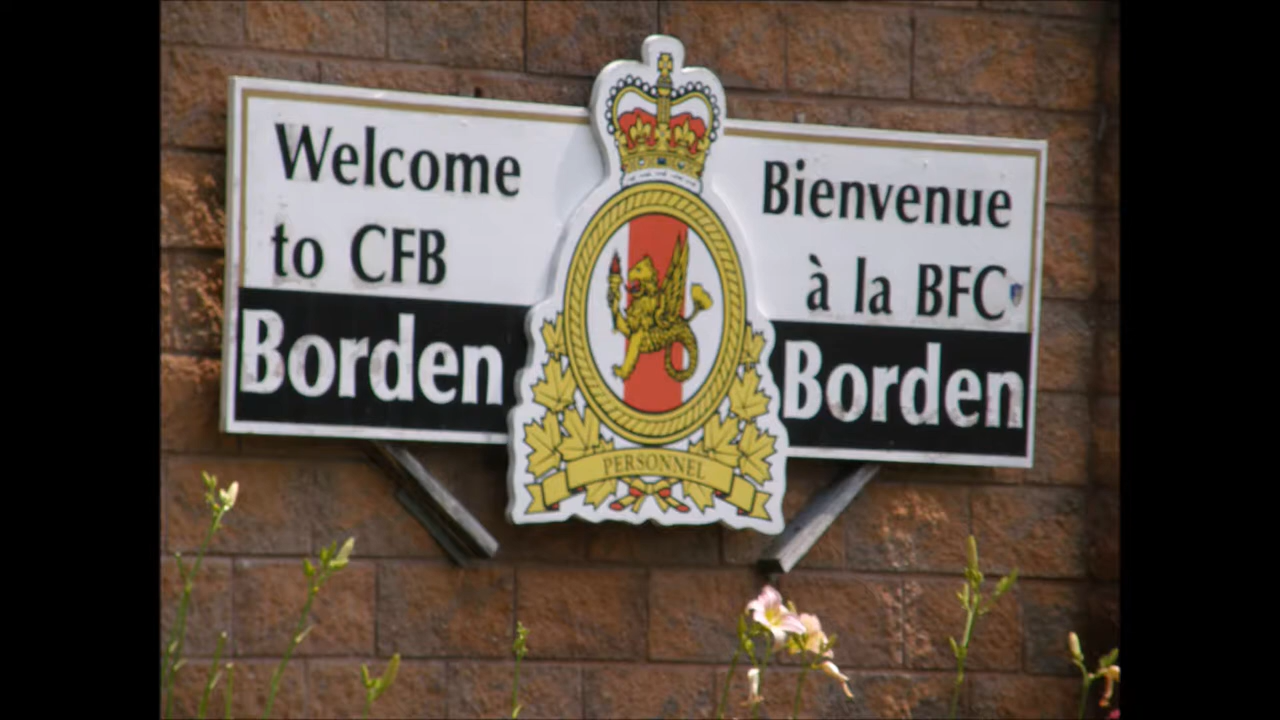 Welcome
to CFB
Borden
PERSONNEL
Bienvenue
à la BFC
Borden